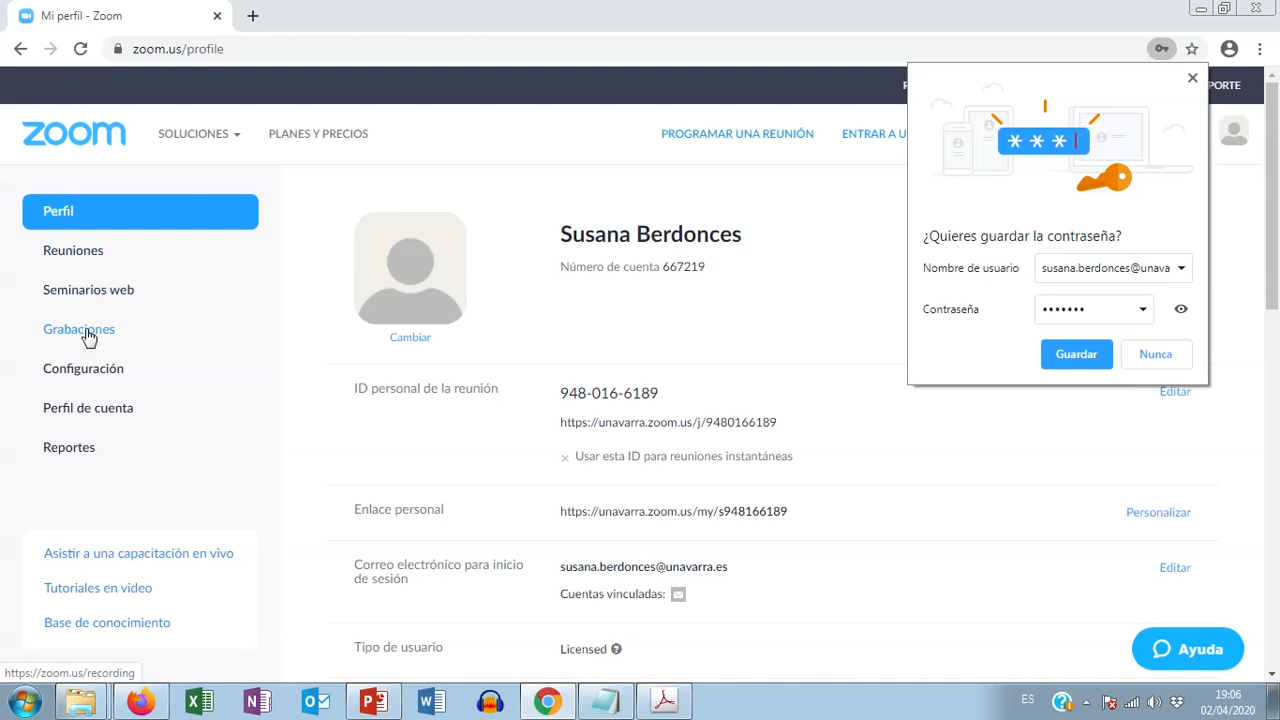 Mi perfil - Zoom
zoom.us/profile
PORTE
zoom
SOLUCIONES
PLANES Y PRECIOS
PROGRAMAR UNA REUNIÓN
ENTRAR A U
Perfil
Reuniones
Seminarios web
Grabaciones
Configuración
Perfil de cuenta
Reportes
Asistir a una capacitación en vivo
Tutoriales en video
Base de conocimiento
https://zoom.us/recording
Cambiar
Susana Berdonces
Número de cuenta 667219
ID personal de la reunión
948-016-6189
https://unavarra.zoom.us/j/9480166189
Usar esta ID para reuniones instantáneas
Editar
Enlace personal
https://unavarra.zoom.us/my/s948166189
Personalizar
Correo electrónico para inicio
de sesión
susana.berdonces@unavarra.es
Editar
Cuentas vinculadas:
Tipo de usuario
Licensed
Ayuda
***
¿Quieres guardar la contraseña?
Nombre de usuario
susana.berdonces@unava
Contraseña
•••••••
Guardar
Nunca
ES
19:06
02/04/2020